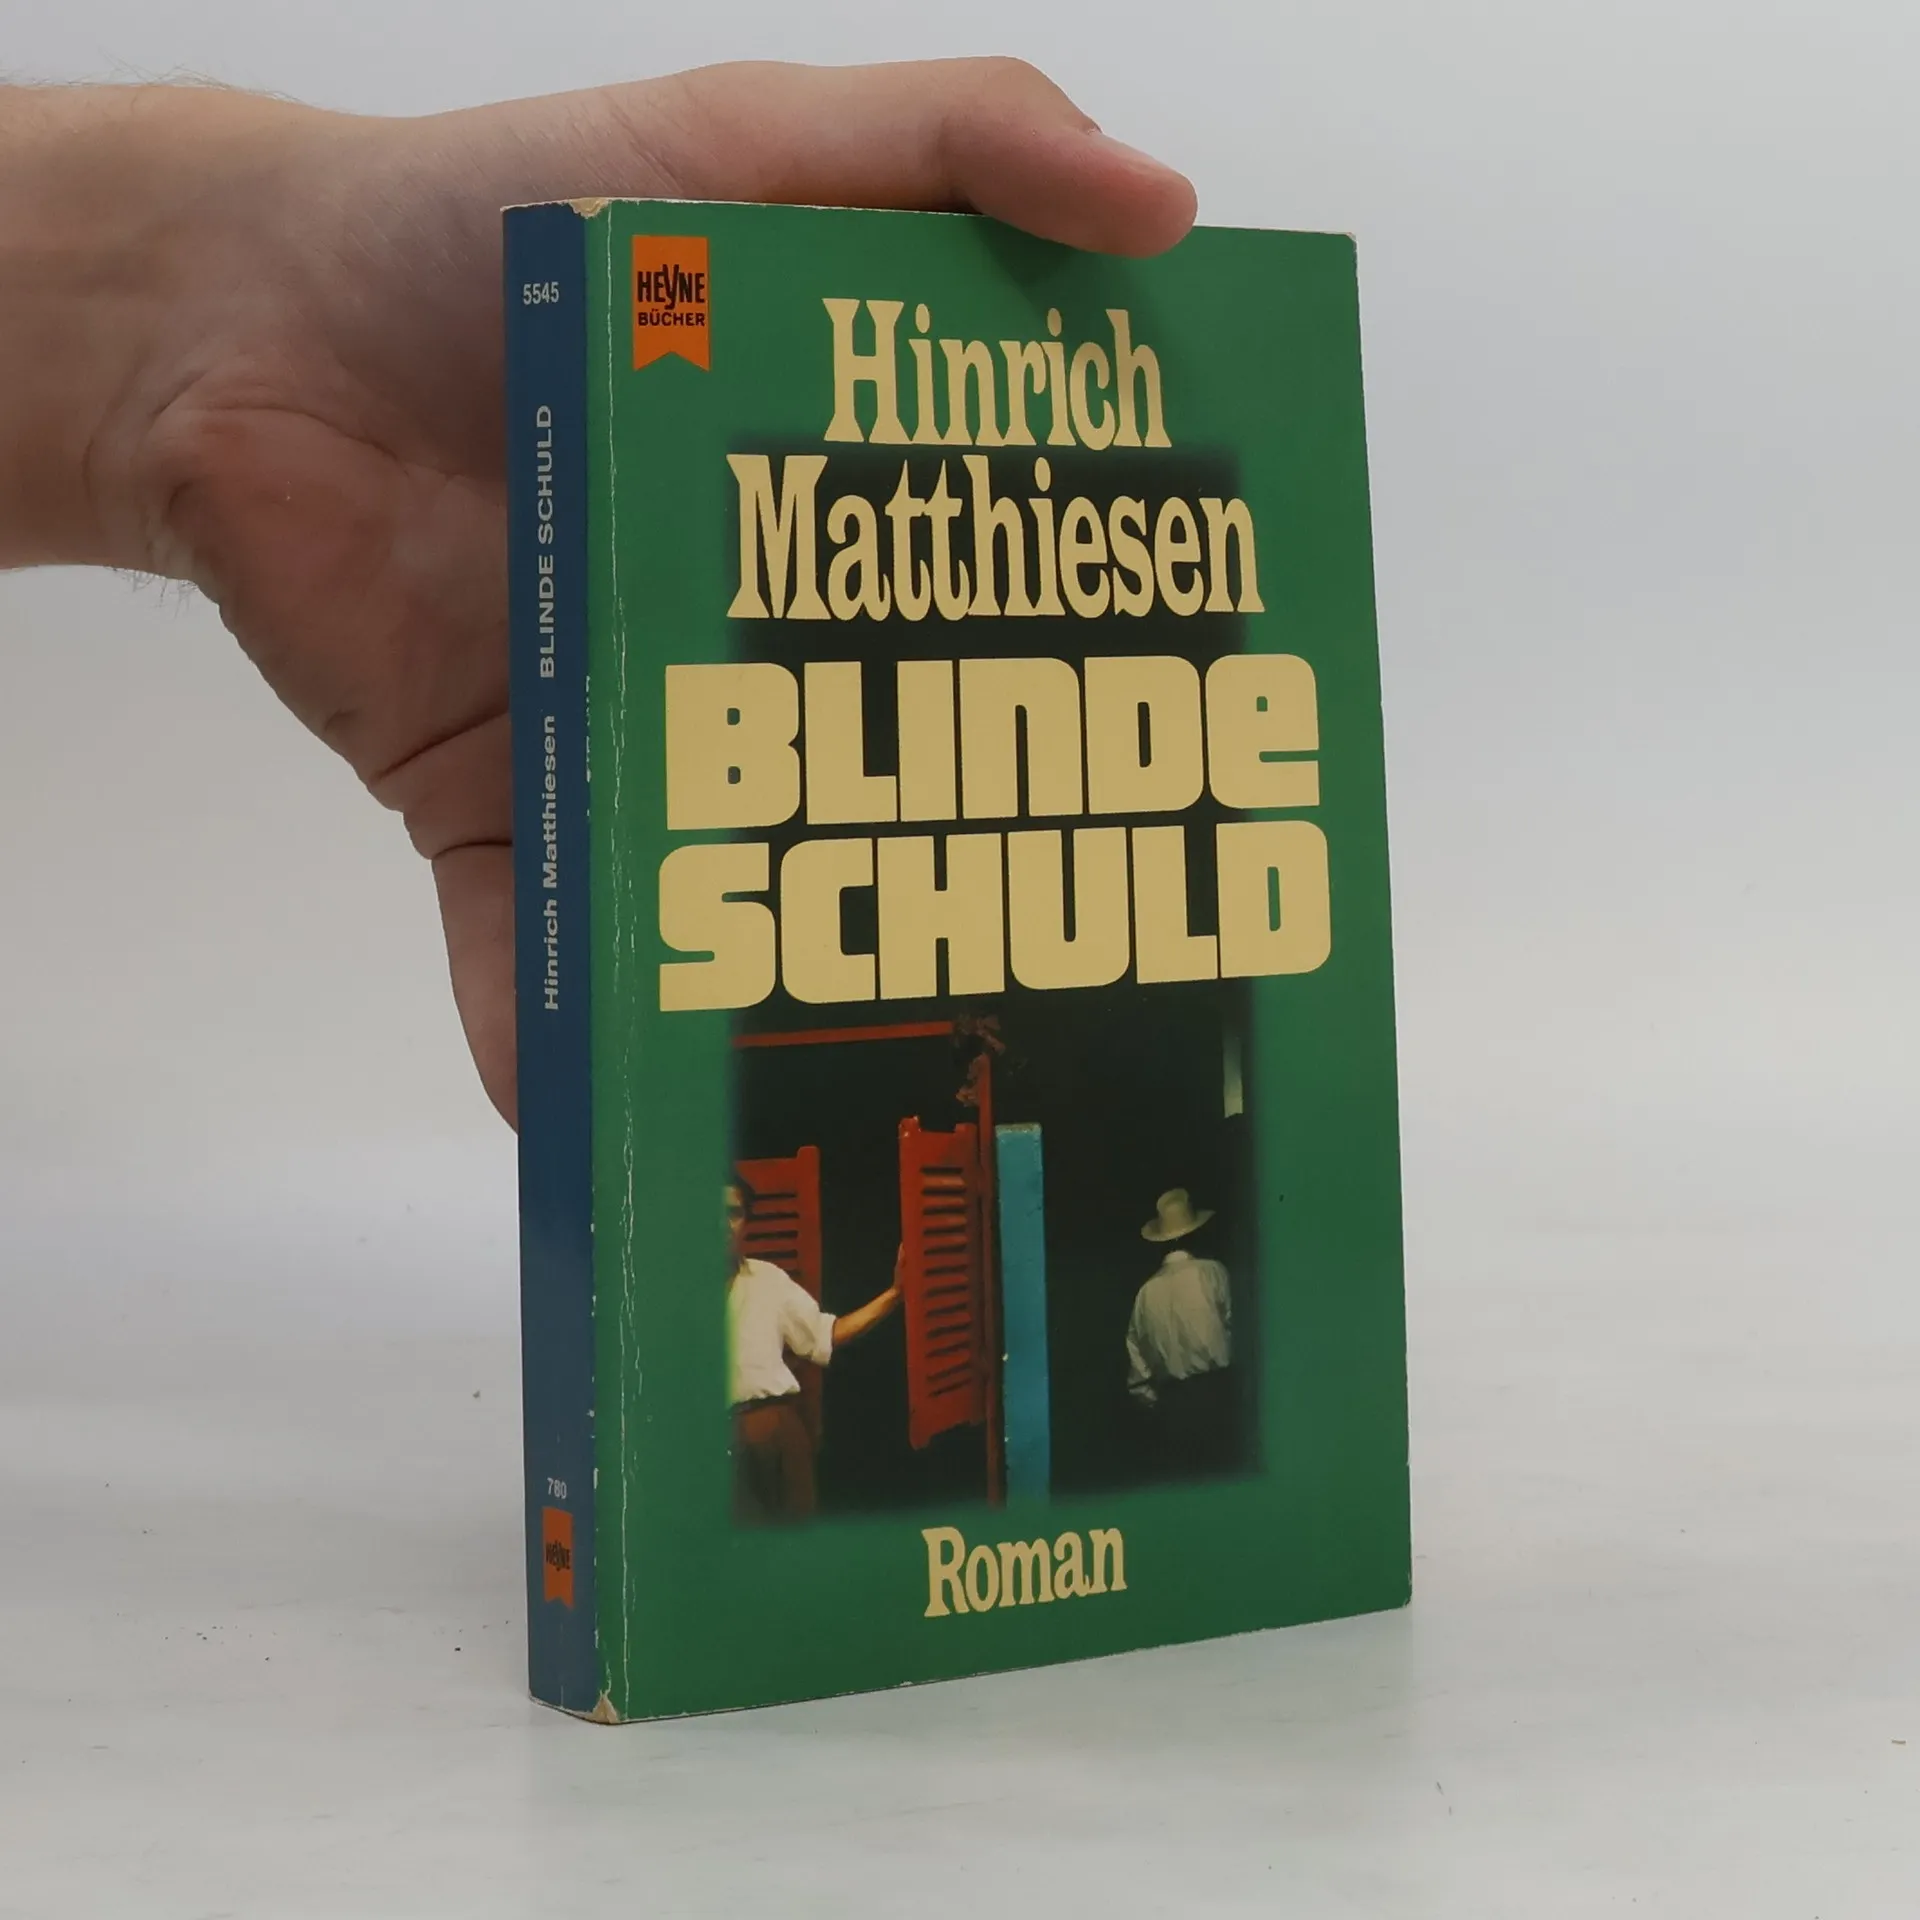 5545
Hinrich Matthiesen BLINDE SCHULD
780
HEYNE
HEYNE
BÜCHER
Hinrich
Matthiesen
BLINDE
SCHULD
Roman